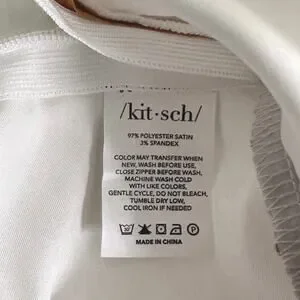 /kit·sch/
97% POLYESTER SATIN
3% SPANDEX
COLOR MAY TRANSFER WHEN
NEW, WASH BEFORE USE,
CLOSE ZIPPER BEFORE WASH,
MACHINE WASH COLD
WITH LIKE COLORS,
GENTLE CYCLE, DO NOT BLEACH,
TUMBLE DRY LOW,
COOL IRON IF NEEDED
MADE IN CHINA